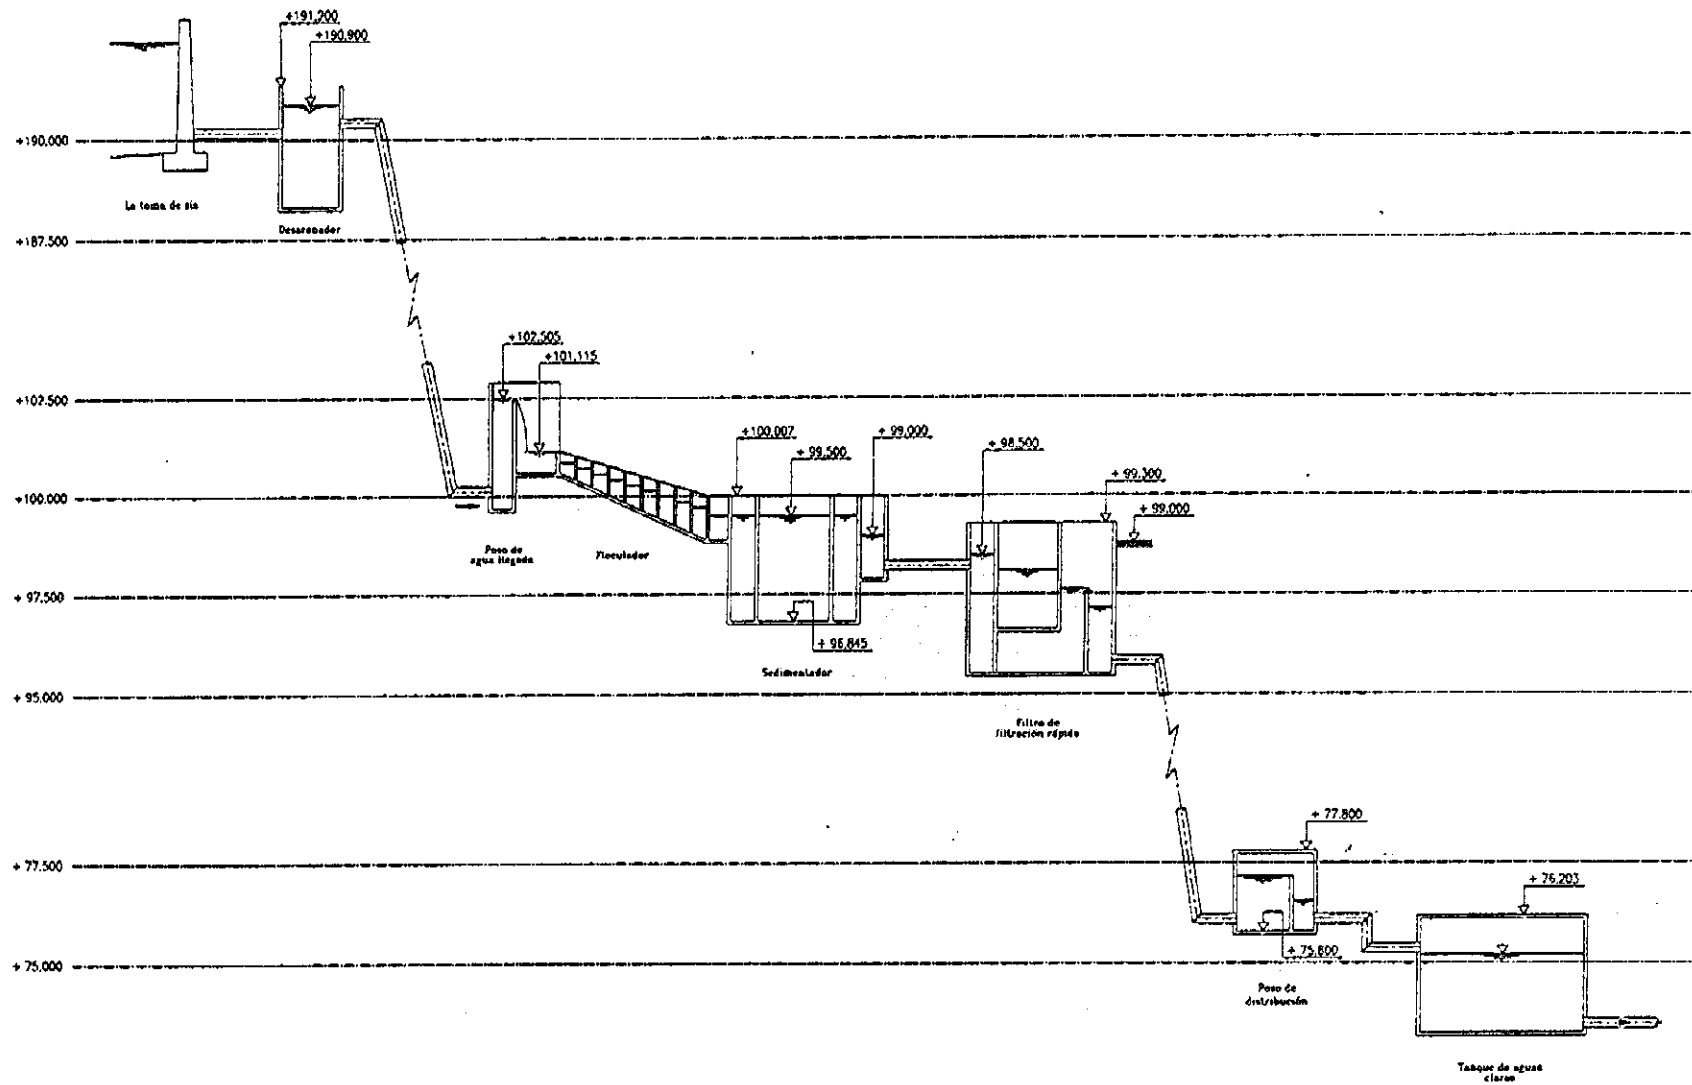 +191,200
+190,900
+190,000
La toma de
Desarenador
+187.500
+102,505
+101,115
+102.500
+100,007
+ 99,500
+ 99,000
+ 98,500
+ 99,300
+ 99,000
+100.000
Poso de
agua llegada
Floculador
+ 97,500
+ 96,845
Sedimentador
+ 95,000
Filtro de
filtración rápida
+ 77,800
+ 77,500
+ 76,203
+ 75,800
+ 75,000
Poso de
distribución
Tanque de aguas
claras